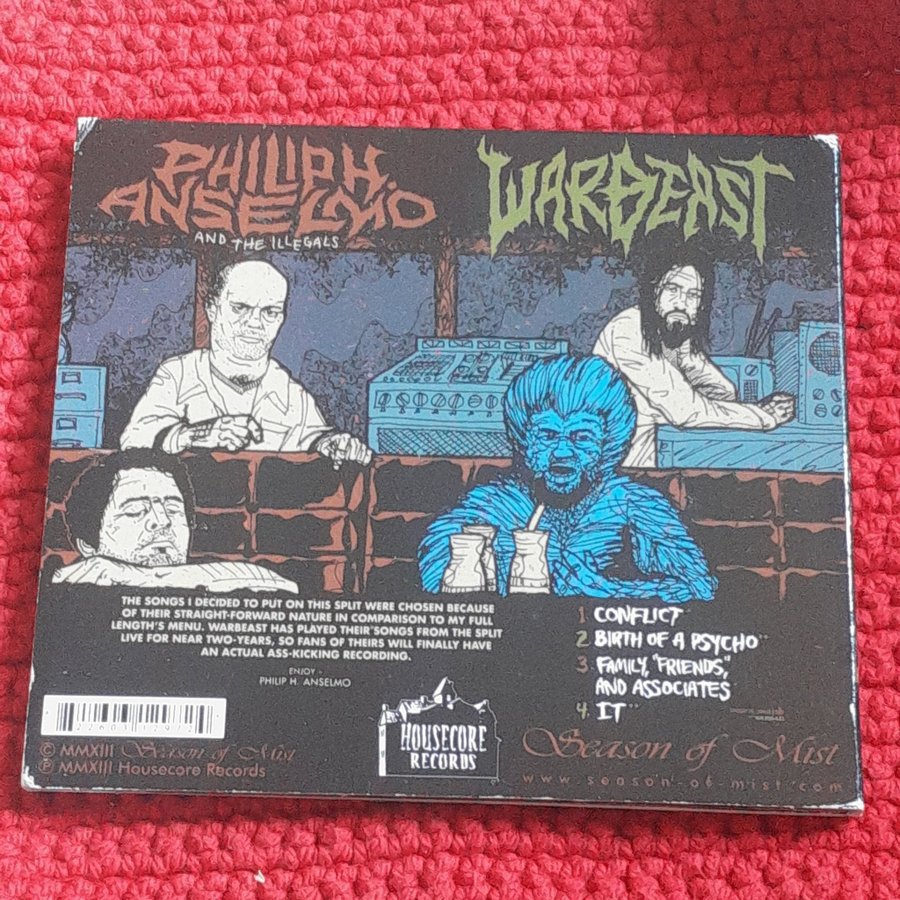 PHILIP H.
ANSELMO
AND THE ILLEGALS
WARBEAST
THE SONGS I DECIDED TO PUT ON THIS SPLIT WERE CHOSEN BECAUSE
OF THEIR STRAIGHT-FORWARD NATURE IN COMPARISON TO MY FULL
LENGTH'S MENU. WARBEAST HAS PLAYED THEIR SONGS FROM THE SPLIT
LIVE FOR NEAR TWO-YEARS, SO FANS OF THEIRS WILL FINALLY HAVE
AN ACTUAL ASS-KICKING RECORDING.
ENJOY -
PHILIP H. ANSELMO
1. CONFLICT*
2 BIRTH OF A PSYCHO**
3. FAMILY, "FRIENDS,"
AND ASSOCIATES
4. IT**
© MMXIII Season of Mist
℗ MMXIII Housecore Records
HOUSECORE
RECORDS
Season of Mist
www.season-of-mist.com